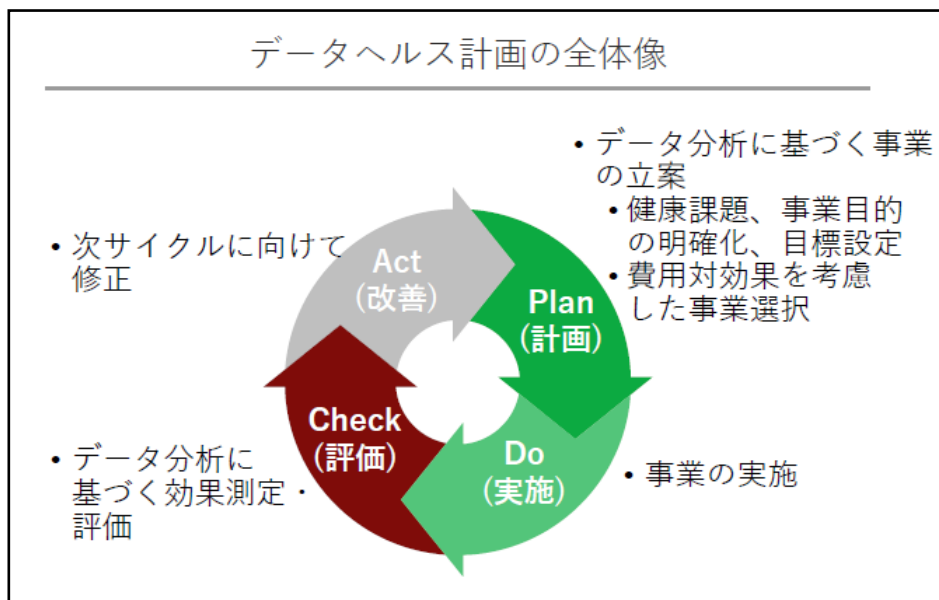 データヘルス計画の全体像
• データ分析に基づく事業
の立案
• 健康課題、事業目的
の明確化、目標設定
• 費用対効果を考慮
した事業選択
• 次サイクルに向けて
修正
Act
(改善)
Plan
(計画)
Check
(評価)
Do
(実施)
• データ分析に
基づく効果測定・
評価
• 事業の実施